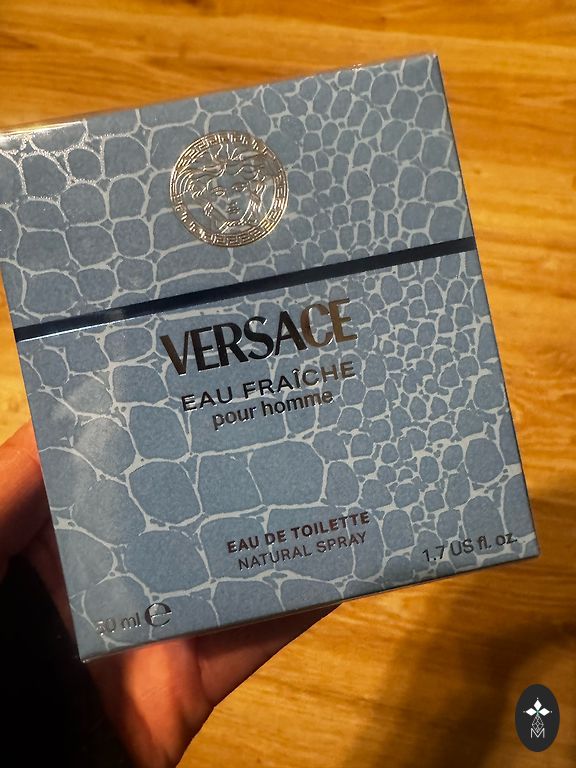 VERSACE
EAU FRAÎCHE
pour homme
EAU DE TOILETTE
NATURAL SPRAY
1.7 US fl. oz.
50 ml ℮
M